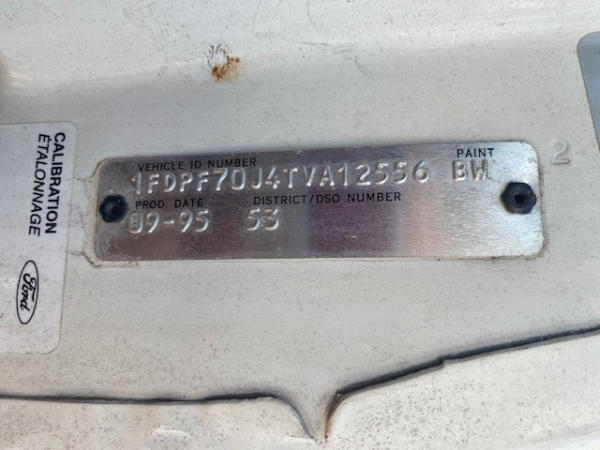 CALIBRATION
ÉTALONNAGE
Ford
VEHICLE ID NUMBER PAINT
1FDPF70J4TVA12556 BW
PROD. DATE DISTRICT/DSO NUMBER
09-95 53
2